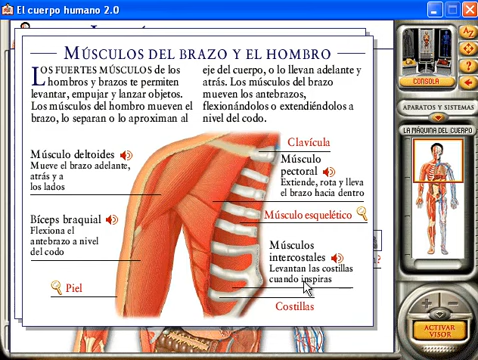 El cuerpo humano 2.0
MÚSCULOS DEL BRAZO Y EL HOMBRO
LOS FUERTES MÚSCULOS de los
hombros y brazos te permiten
levantar, empujar y lanzar objetos.
Los músculos del hombro mueven el
brazo, lo separan o lo aproximan al
eje del cuerpo, o lo llevan adelante y
atrás. Los músculos del brazo
mueven los antebrazos,
flexionándolos o extendiéndolos a
nivel del codo.
Clavícula
Músculo deltoides
Mueve el brazo adelante,
atrás y a
los lados
Músculo
pectoral
Extiende, rota y lleva
el brazo hacia dentro
Músculo esquelético
Bíceps braquial
Flexiona el
antebrazo a nivel
del codo
Músculos
intercostales
Levantan las costillas
cuando inspiras
Piel
Costillas
CONSOLA
AZ
?
APARATOS Y SISTEMAS
LA MÁQUINA DEL CUERPO
ACTIVAR
VISOR